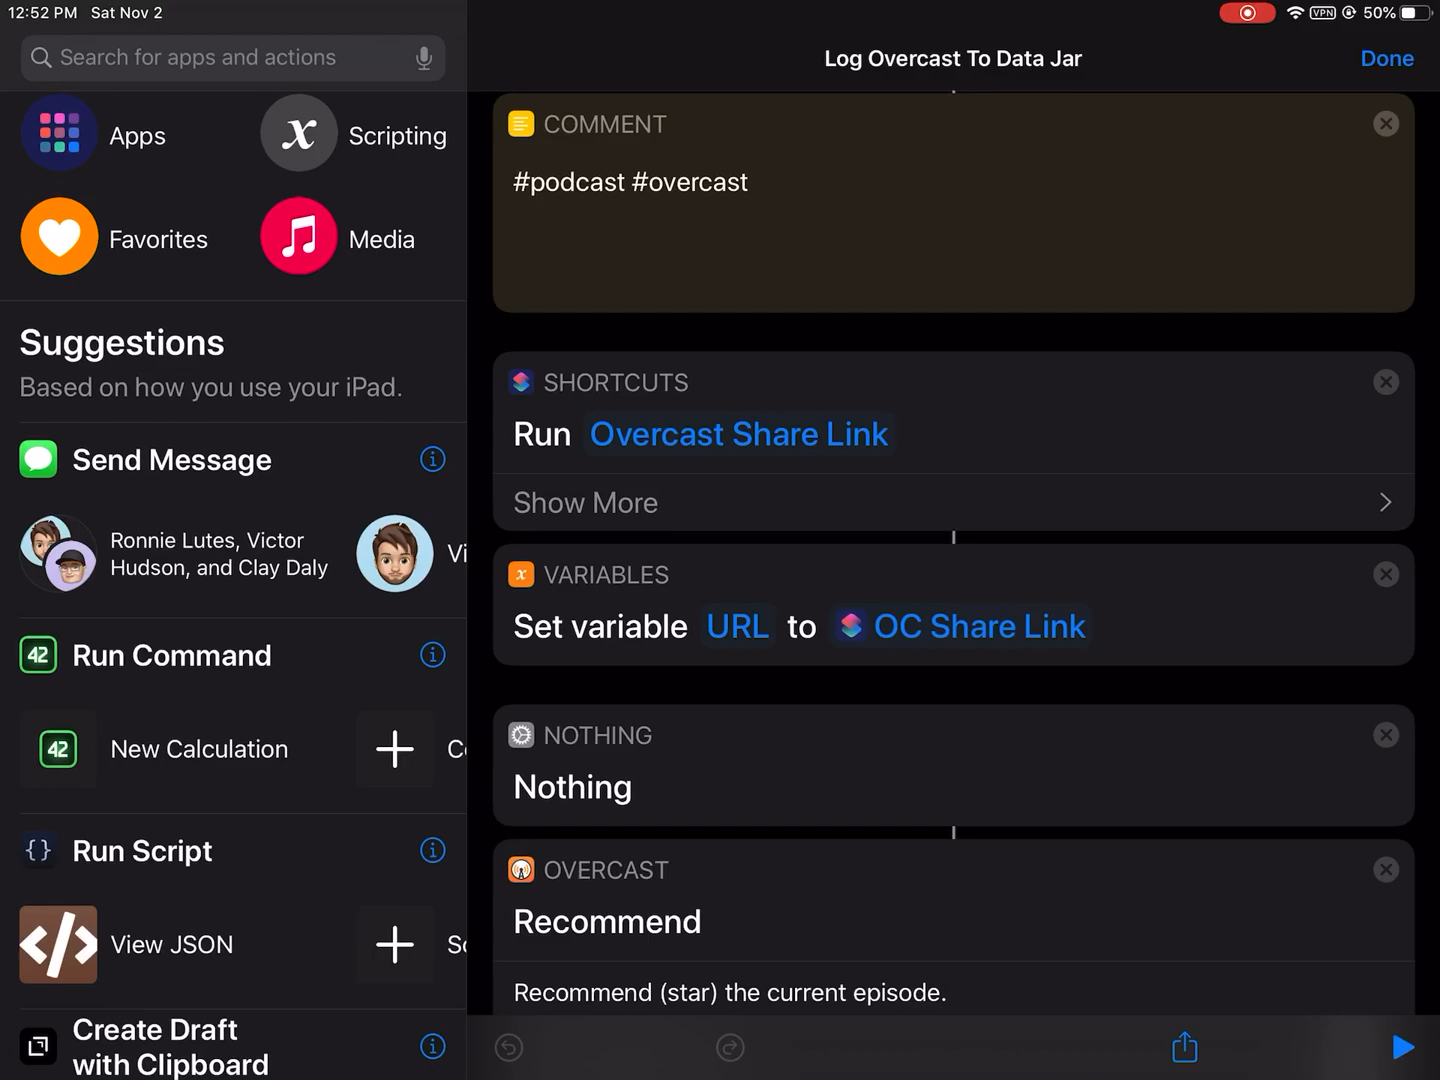 12:52 PM Sat Nov 2
VPN 50%
Search for apps and actions
Apps
Scripting
Favorites
Media
Suggestions
Based on how you use your iPad.
Send Message
Ronnie Lutes, Victor
Hudson, and Clay Daly
Vi
42 Run Command
42 New Calculation
Run Script
View JSON
Create Draft
with Clipboard
Log Overcast To Data Jar
Done
COMMENT
#podcast #overcast
SHORTCUTS
Run Overcast Share Link
Show More
x VARIABLES
Set variable URL to OC Share Link
NOTHING
Nothing
OVERCAST
Recommend
Recommend (star) the current episode.